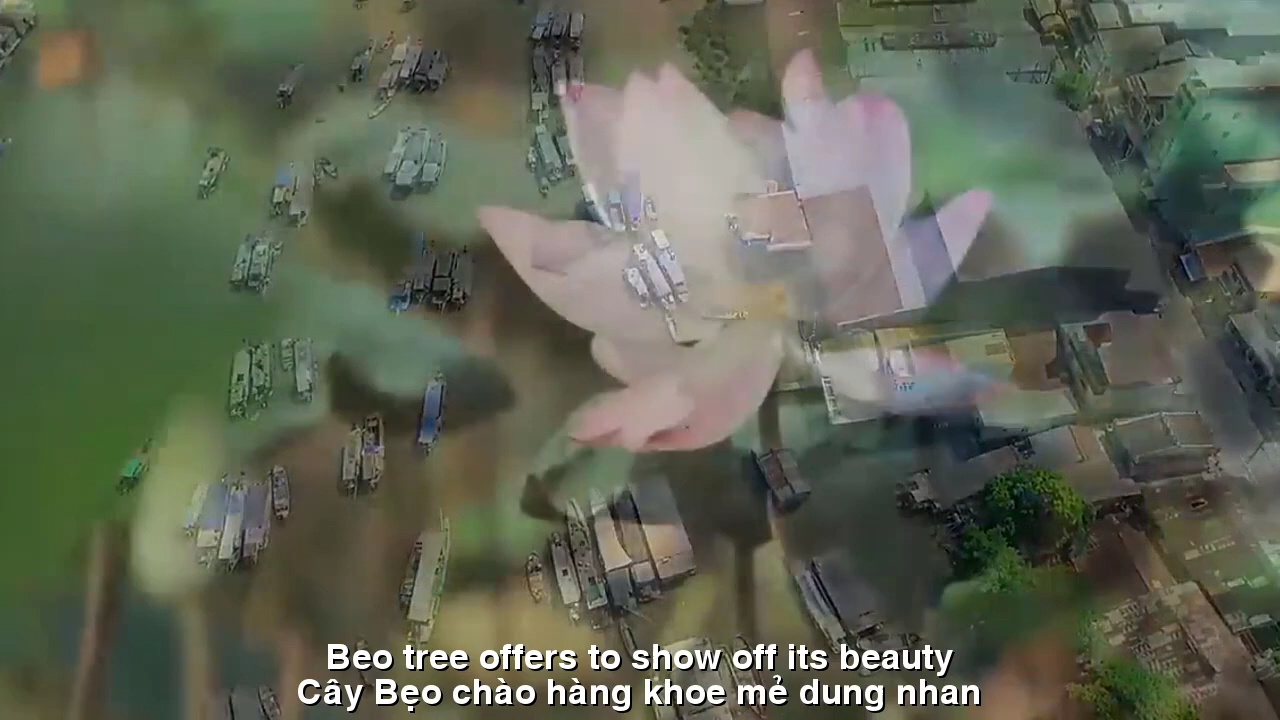 Beo tree offers to show off its beauty
Cây Bẹo chào hàng khoe mẻ dung nhan